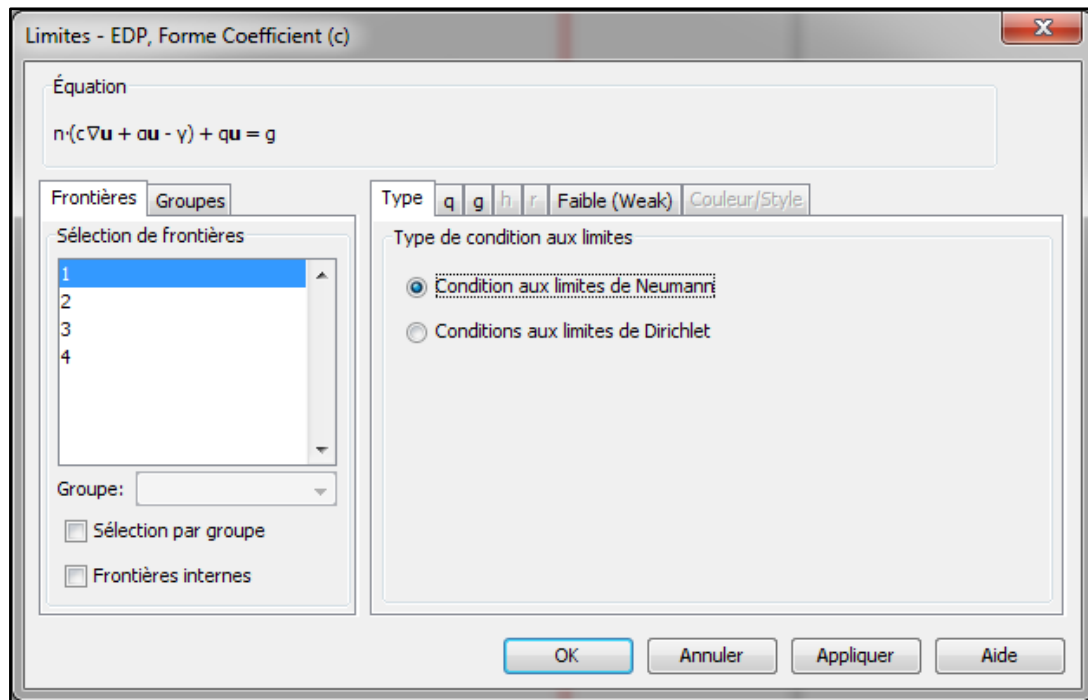 Limites - EDP, Forme Coefficient (c)
Équation
n·(c∇u + αu - γ) + qu = g
Frontières Groupes
Sélection de frontières
1
2
3
4
Groupe:
Sélection par groupe
Frontières internes
Type q g h r Faible (Weak) Couleur/Style
Type de condition aux limites
Condition aux limites de Neumann
Conditions aux limites de Dirichlet
OK Annuler Appliquer Aide